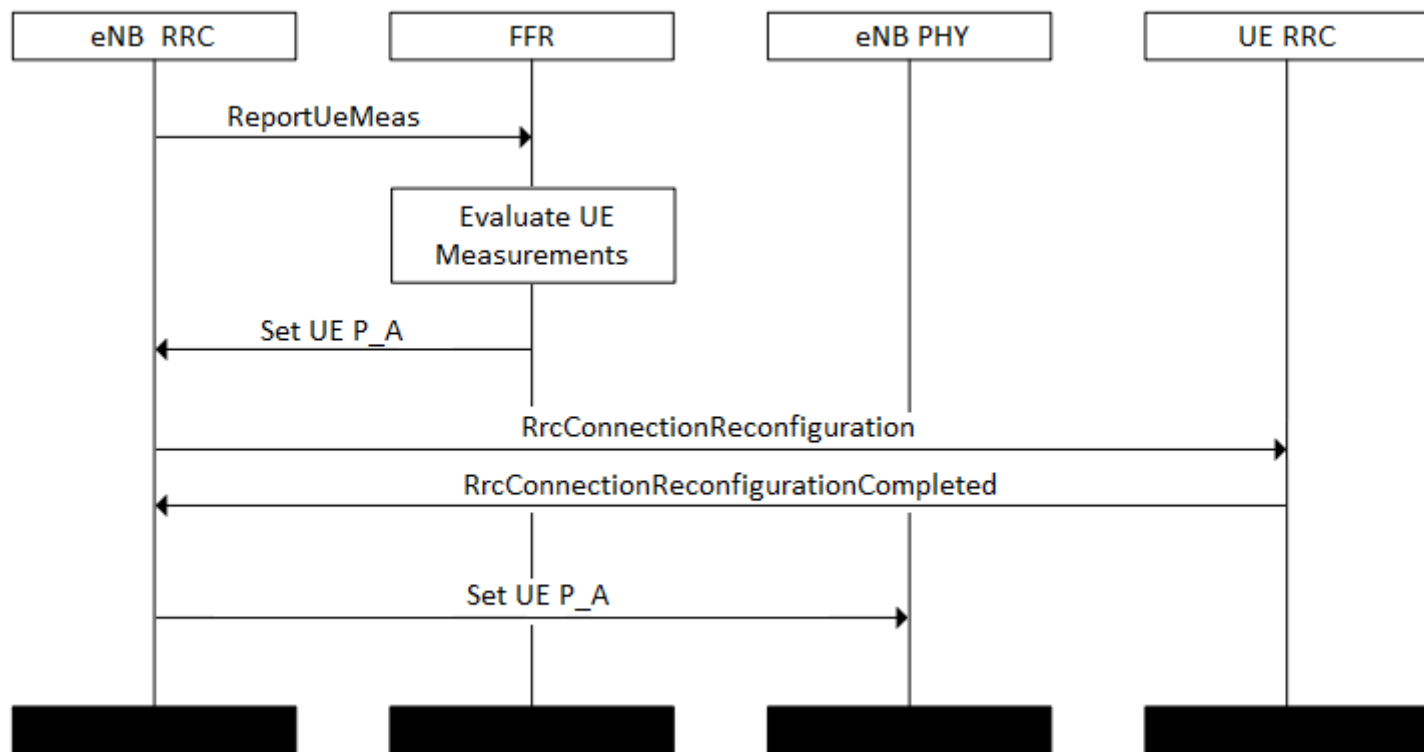 eNB RRC
FFR
eNB PHY
UE RRC
ReportUeMeas
Evaluate UE
Measurements
Set UE P_A
RrcConnectionReconfiguration
RrcConnectionReconfigurationCompleted
Set UE P_A